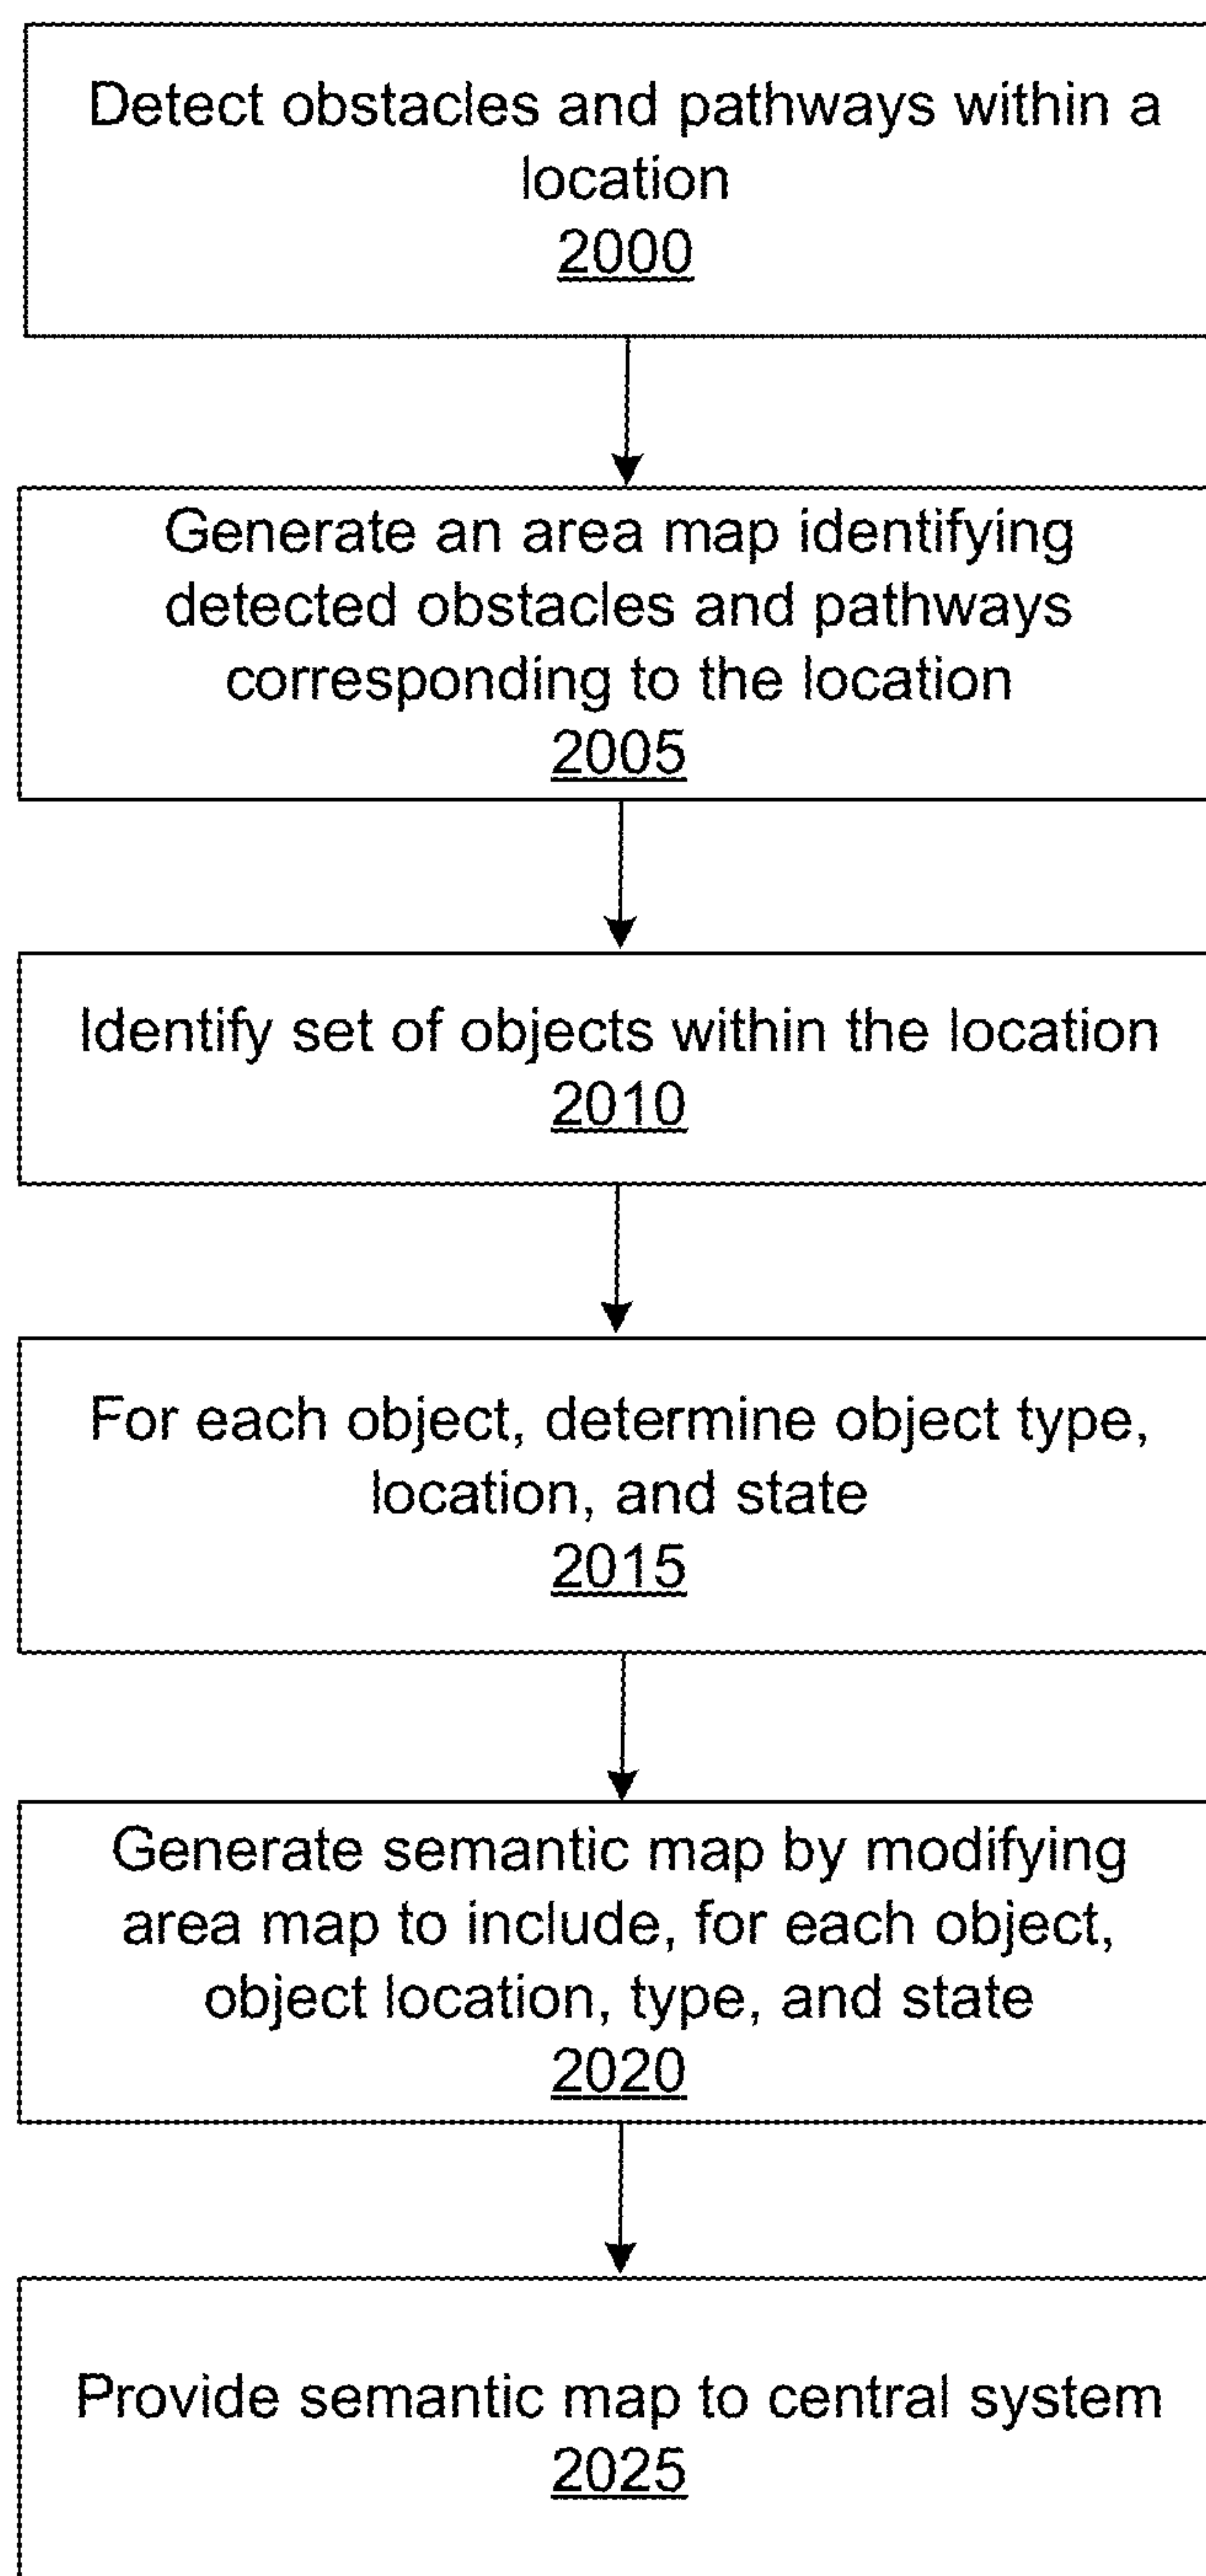 Detect obstacles and pathways within a
location
2000
Generate an area map identifying
detected obstacles and pathways
corresponding to the location
2005
Identify set of objects within the location
2010
For each object, determine object type,
location, and state
2015
Generate semantic map by modifying
area map to include, for each object,
object location, type, and state
2020
Provide semantic map to central system
2025